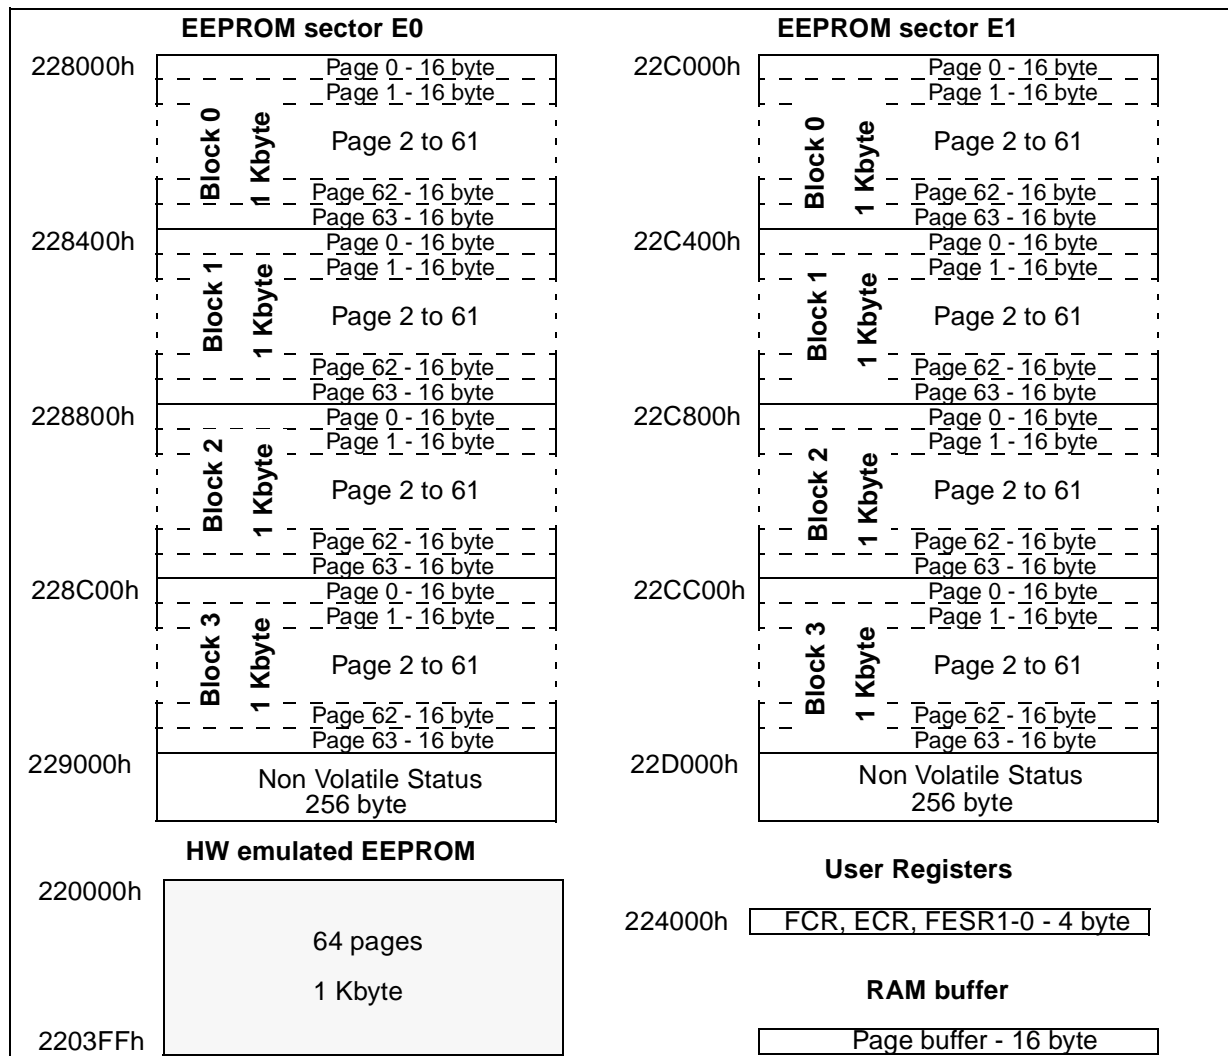 EEPROM sector E0
228000h
Page 0 - 16 byte
Page 1 - 16 byte
Block 0
1 Kbyte
Page 2 to 61
Page 62 - 16 byte
Page 63 - 16 byte
228400h
Page 0 - 16 byte
Page 1 - 16 byte
Block 1
1 Kbyte
Page 2 to 61
Page 62 - 16 byte
Page 63 - 16 byte
228800h
Page 0 - 16 byte
Page 1 - 16 byte
Block 2
1 Kbyte
Page 2 to 61
Page 62 - 16 byte
Page 63 - 16 byte
228C00h
Page 0 - 16 byte
Page 1 - 16 byte
Block 3
1 Kbyte
Page 2 to 61
Page 62 - 16 byte
Page 63 - 16 byte
229000h
Non Volatile Status
256 byte
EEPROM sector E1
22C000h
Page 0 - 16 byte
Page 1 - 16 byte
Block 0
1 Kbyte
Page 2 to 61
Page 62 - 16 byte
Page 63 - 16 byte
22C400h
Page 0 - 16 byte
Page 1 - 16 byte
Block 1
1 Kbyte
Page 2 to 61
Page 62 - 16 byte
Page 63 - 16 byte
22C800h
Page 0 - 16 byte
Page 1 - 16 byte
Block 2
1 Kbyte
Page 2 to 61
Page 62 - 16 byte
Page 63 - 16 byte
22CC00h
Page 0 - 16 byte
Page 1 - 16 byte
Block 3
1 Kbyte
Page 2 to 61
Page 62 - 16 byte
Page 63 - 16 byte
22D000h
Non Volatile Status
256 byte
HW emulated EEPROM
220000h
64 pages
1 Kbyte
2203FFh
User Registers
224000h
FCR, ECR, FESR1-0 - 4 byte
RAM buffer
Page buffer - 16 byte